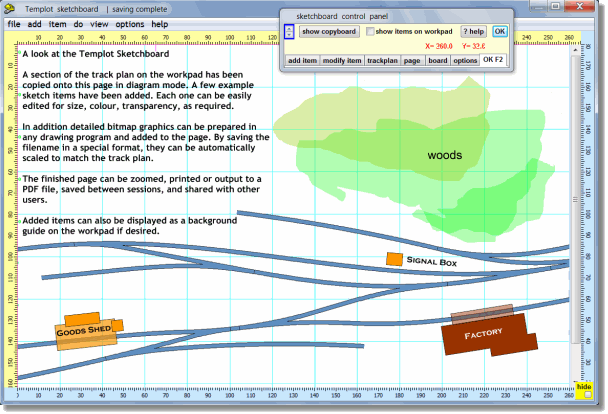 Templot sketchboard | saving complete
file add item do view options help
sketchboard control panel
show copyboard show items on workpad ? help OK
X= 260.0 Y= 33.6
add item modify item trackplan page board options OK F2
A look at the Templot Sketchboard
A section of the track plan on the workpad has been
copied onto this page in diagram mode. A few example
sketch items have been added. Each one can be easily
edited for size, colour, transparency, as required.
In addition detailed bitmap graphics can be prepared in
any drawing program and added to the page. By saving the
filename in a special format, they can be automatically
scaled to match the track plan.
The finished page can be zoomed, printed or output to a
PDF file, saved between sessions, and shared with other
users.
Added items can also be displayed as a background
guide on the workpad if desired.
woods
Signal Box
Goods Shed
Factory
hide
0 10 20 30 40 50 60 70 80 90 100 110 120 130 140 150 160 170 180 190 200 210 220 230 240 250 260